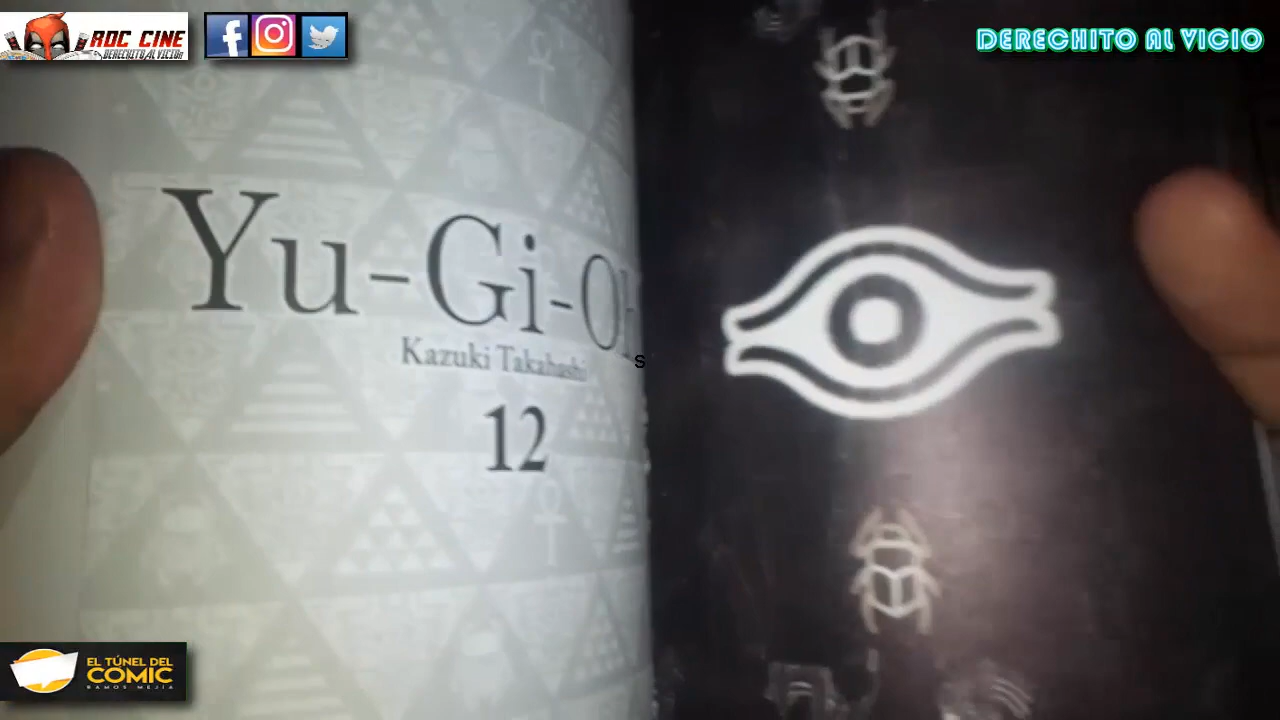 ROC CINE
DERECHITO AL VICIO!!
DERECHITO AL VICIO
Yu-Gi-Oh
Kazuki Takahashi
s
12
EL TÚNEL DEL
COMIC
RAMOS MEJÍA